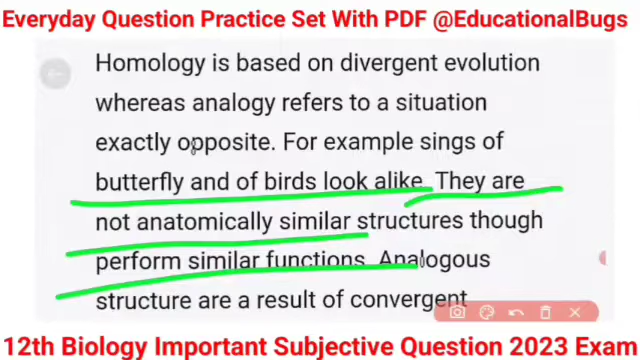 Everyday Question Practice Set With PDF @EducationalBugs
Homology is based on divergent evolution
whereas analogy refers to a situation
exactly opposite. For example sings of
butterfly and of birds look alike. They are
not anatomically similar structures though
perform similar functions. Analogous
structure are a result of convergent
12th Biology Important Subjective Question 2023 Exam